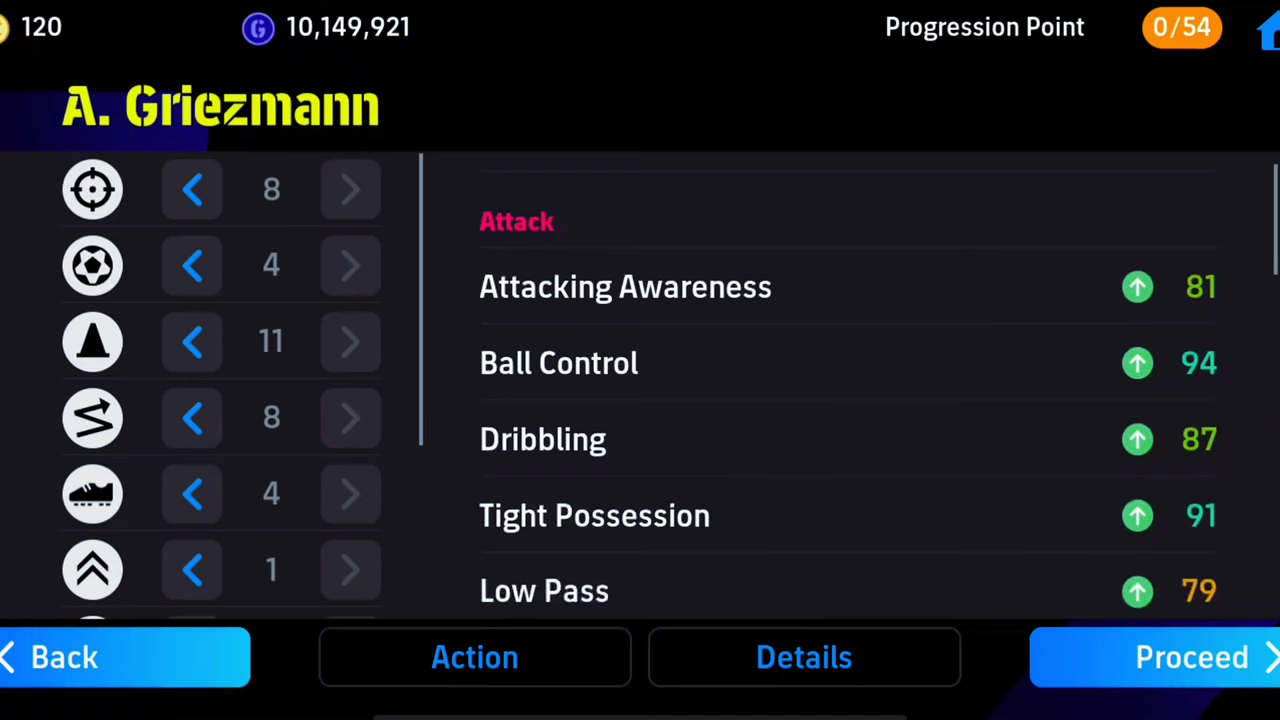 120
10,149,921
Progression Point
0/54
A. Griezmann
8
4
11
8
4
1
Attack
Attacking Awareness 81
Ball Control 94
Dribbling 87
Tight Possession 91
Low Pass 79
Back
Action
Details
Proceed